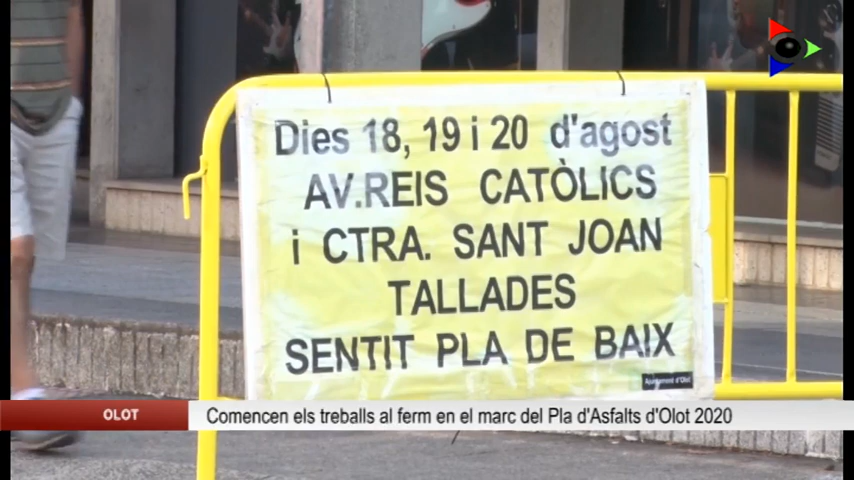 Dies 18, 19 i 20 d'agost
AV.REIS CATÒLICS
i CTRA. SANT JOAN
TALLADES
SENTIT PLA DE BAIX
Ajuntament d'Olot
OLOT
Comencen els treballs al ferm en el marc del Pla d'Asfalts d'Olot 2020